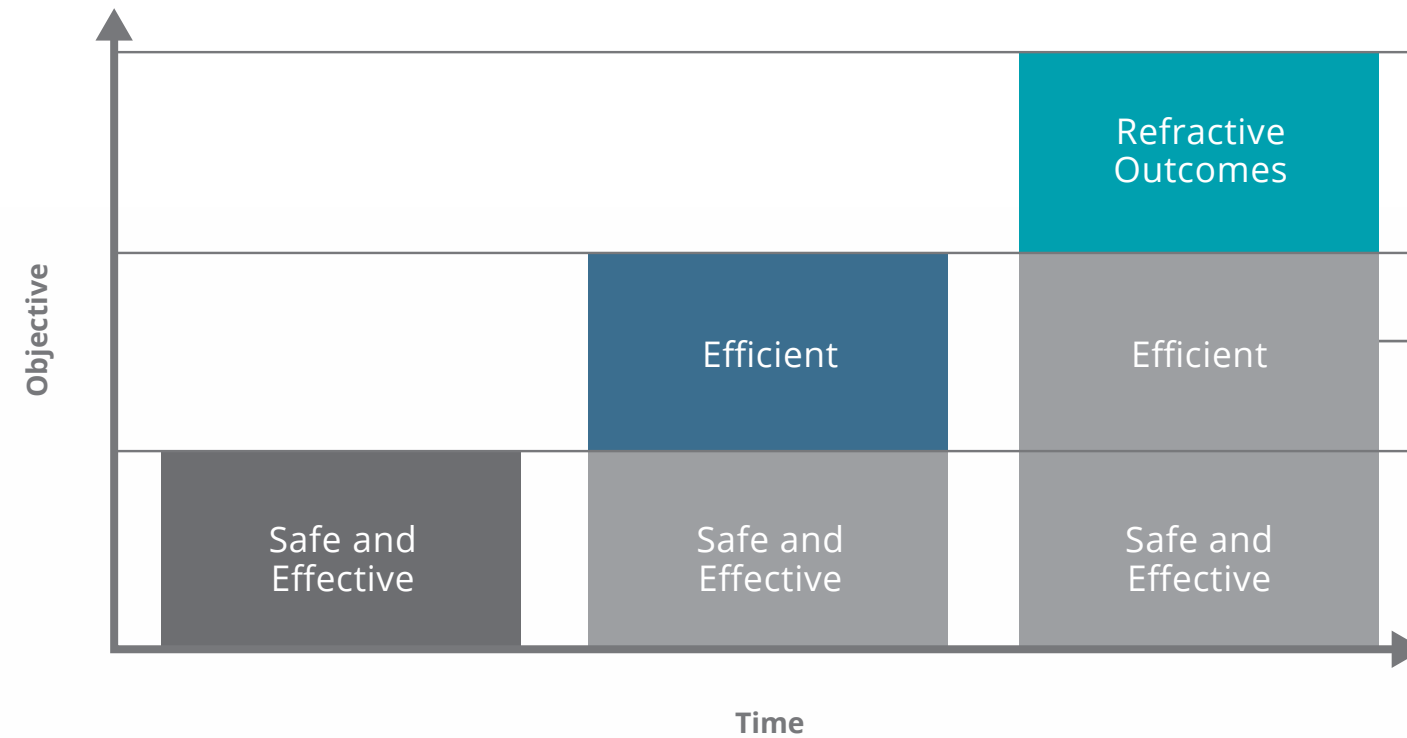 Refractive
Outcomes
Objective
Efficient
Efficient
Safe and
Effective
Safe and
Effective
Safe and
Effective
Time